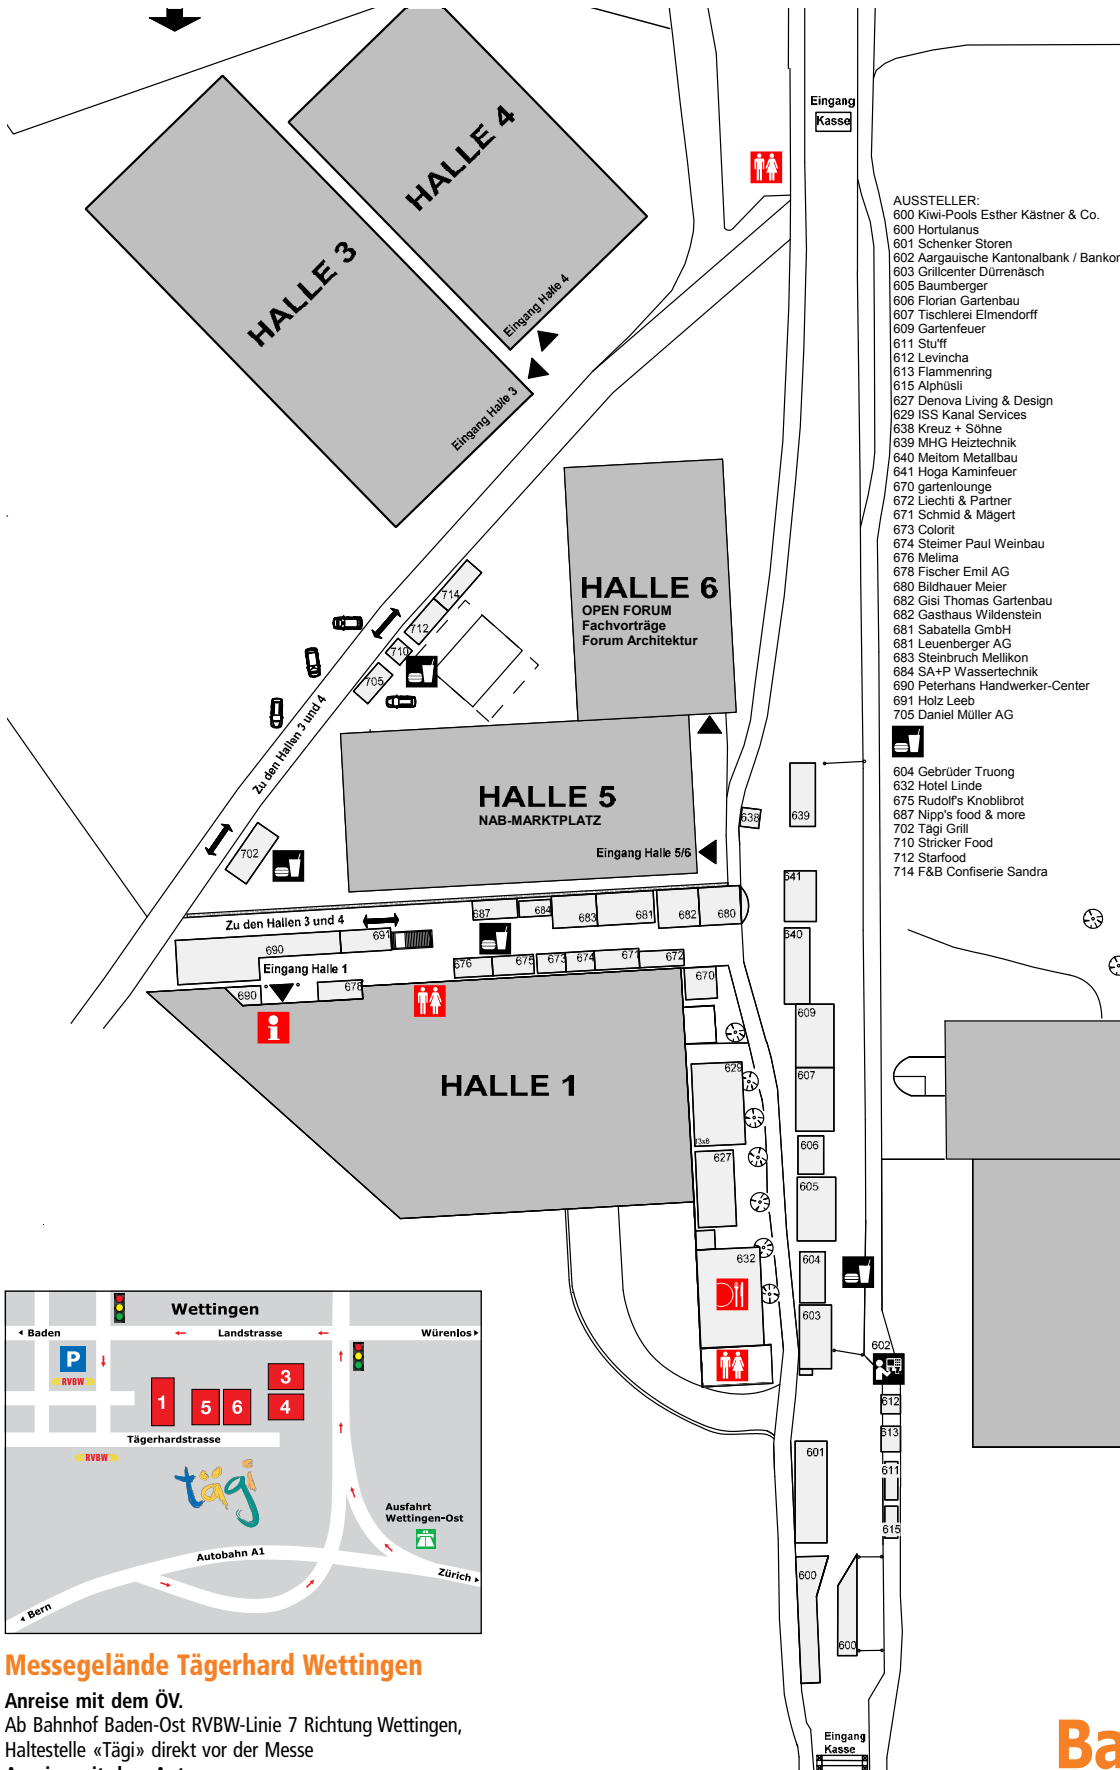 Eingang
Kasse
HALLE 4
HALLE 3
Eingang Halle 4
Eingang Halle 3
AUSSTELLER:
600 Kiwi-Pools Esther Kästner & Co.
600 Hortulanus
601 Schenker Storen
602 Aargauische Kantonalbank / Bankor
603 Grillcenter Dürrenäsch
605 Baumberger
606 Florian Gartenbau
607 Tischlerei Elmendorff
609 Gartenfeuer
611 Stu'ff
612 Levincha
613 Flammenring
615 Alphüsli
627 Denova Living & Design
629 ISS Kanal Services
638 Kreuz + Söhne
639 MHG Heiztechnik
640 Meitom Metallbau
641 Hoga Kaminfeuer
670 gartenlounge
672 Liechti & Partner
671 Schmid & Mägert
673 Colorit
674 Steimer Paul Weinbau
676 Melima
678 Fischer Emil AG
680 Bildhauer Meier
682 Gisi Thomas Gartenbau
682 Gasthaus Wildenstein
681 Sabatella GmbH
681 Leuenberger AG
683 Steinbruch Mellikon
684 SA+P Wassertechnik
690 Peterhans Handwerker-Center
691 Holz Leeb
705 Daniel Müller AG
604 Gebrüder Truong
632 Hotel Linde
675 Rudolf's Knoblibrot
687 Nipp's food & more
702 Tägi Grill
710 Stricker Food
712 Starfood
714 F&B Confiserie Sandra
HALLE 6
OPEN FORUM
Fachvorträge
Forum Architektur
714
712
710
705
Zu den Hallen 3 und 4
HALLE 5
NAB-MARKTPLATZ
Eingang Halle 5/6
638
639
702
641
687
684
683
681
682
680
Zu den Hallen 3 und 4
691
690
640
676
675
673
674
671
672
Eingang Halle 1
690
678
670
609
HALLE 1
629
607
13x8
606
627
605
632
604
603
602
612
613
601
611
615
600
600
Wettingen
Baden
Landstrasse
Würenlos
P
RVBW
1
5
6
3
4
Tägerhardstrasse
RVBW
tägi
Ausfahrt
Wettingen-Ost
Autobahn A1
Zürich
Bern
Messegelände Tägerhard Wettingen
Anreise mit dem ÖV.
Ab Bahnhof Baden-Ost RVBW-Linie 7 Richtung Wettingen,
Haltestelle «Tägi» direkt vor der Messe
Eingang
Kasse
Ba